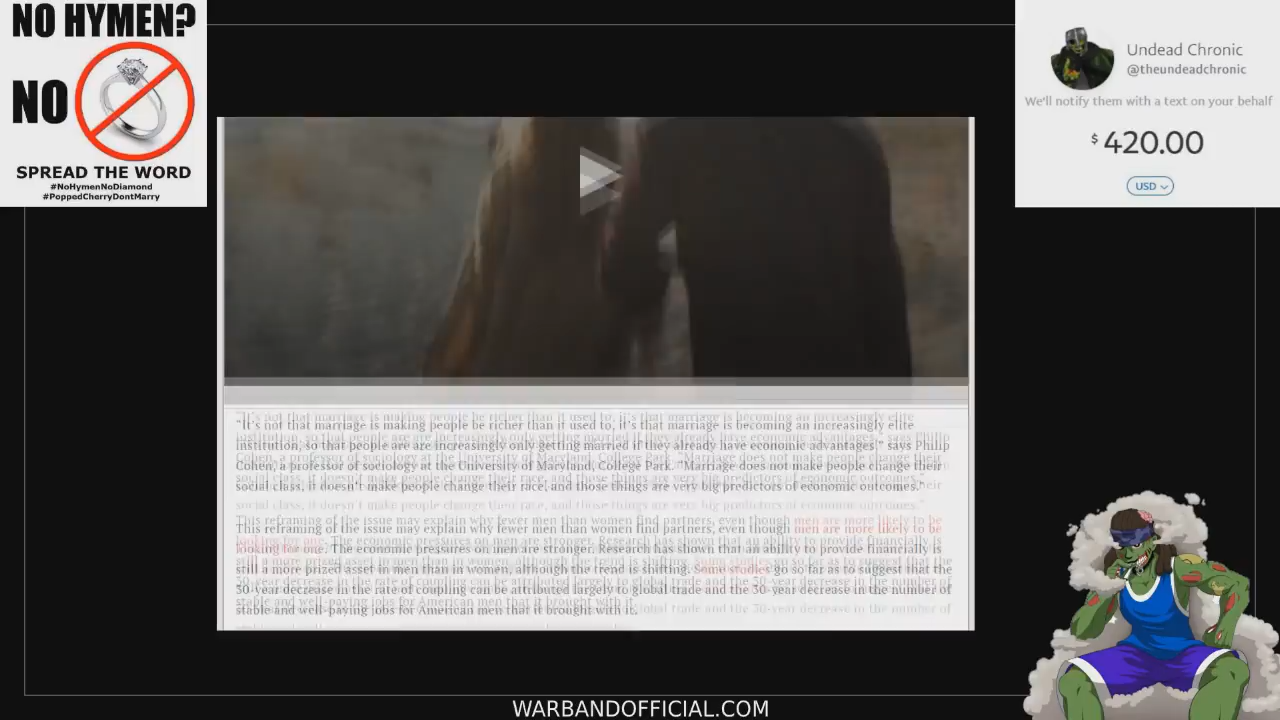 NO HYMEN?
NO
SPREAD THE WORD
#NoHymenNoDiamond
#PoppedCherryDontMarry
Undead Chronic
@theundeadchronic
We'll notify them with a text on your behalf
$ 420.00
USD
"It's not that marriage is making people be richer than it used to, it's that marriage is becoming an increasingly elite
institution, so that people are are increasingly only getting married if they already have economic advantages," says Philip
Cohen, a professor of sociology at the University of Maryland, College Park. "Marriage does not make people change their
social class, it doesn't make people change their race, and those things are very big predictors of economic outcomes."
This reframing of the issue may explain why fewer men than women find partners, even though men are more likely to be
looking for one. The economic pressures on men are stronger. Research has shown that an ability to provide financially is
still a more prized asset in men than in women, although the trend is shifting. Some studies go so far as to suggest that the
30-year decrease in the rate of coupling can be attributed largely to global trade and the 30-year decrease in the number of
stable and well-paying jobs for American men that it brought with it.
WARBANDOFFICIAL.COM